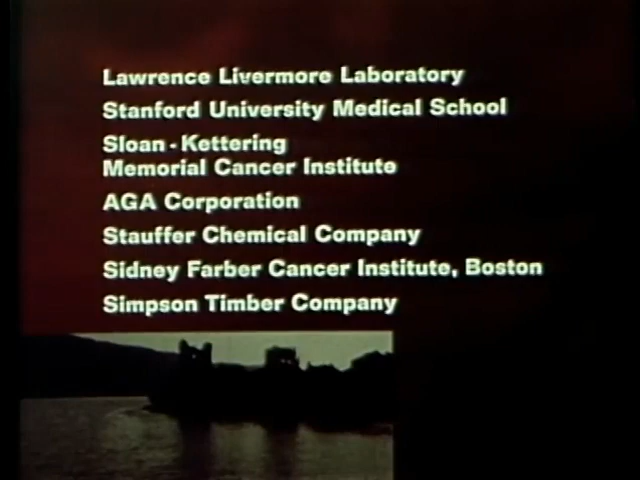 Lawrence Livermore Laboratory
Stanford University Medical School
Sloan-Kettering
Memorial Cancer Institute
AGA Corporation
Stauffer Chemical Company
Sidney Farber Cancer Institute, Boston
Simpson Timber Company